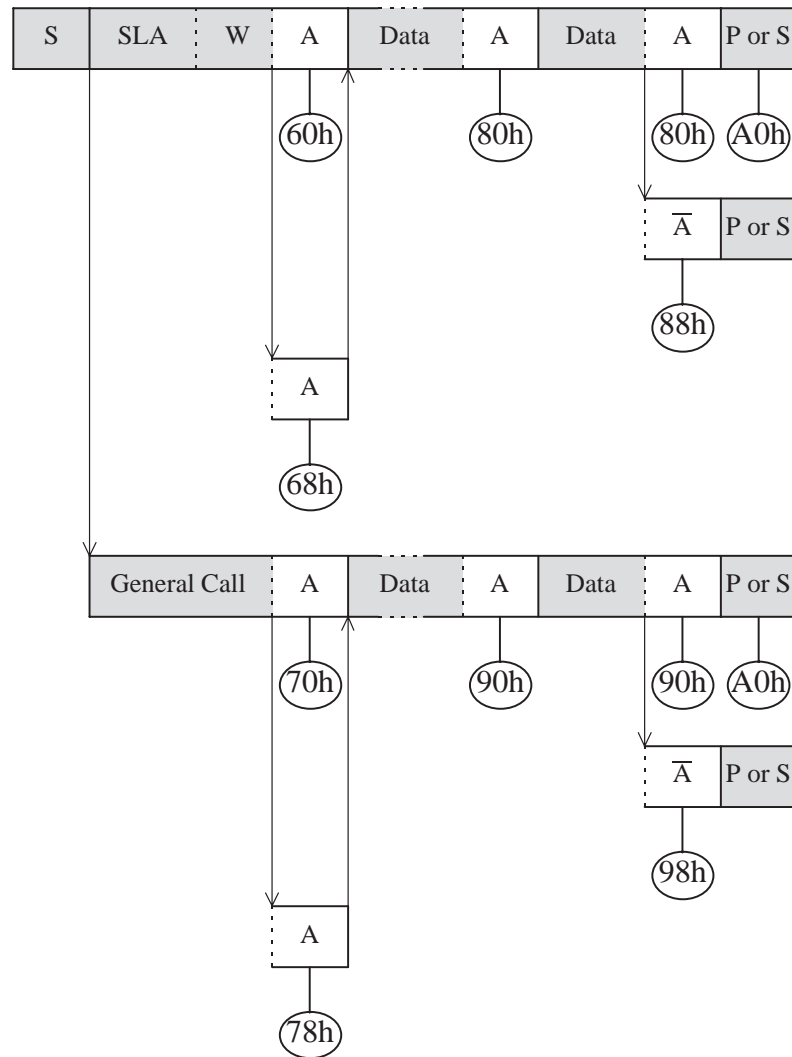 S SLA W A Data A Data A P or S
60h 80h 80h A0h
A̅ P or S
88h
A
68h
General Call A Data A Data A P or S
70h 90h 90h A0h
A̅ P or S
98h
A
78h